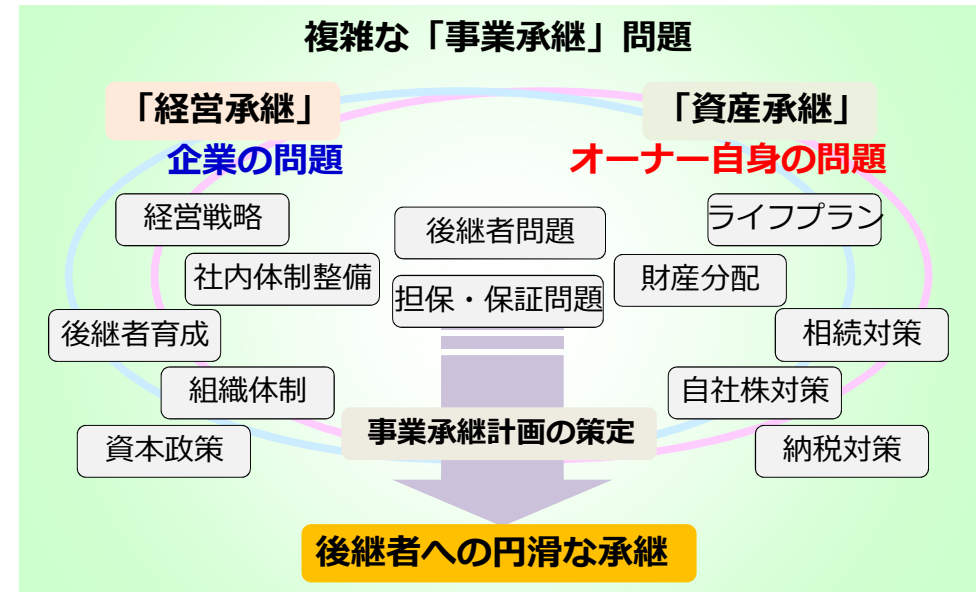 複雑な「事業承継」問題
「経営承継」
企業の問題
経営戦略
社内体制整備
後継者育成
組織体制
資本政策
後継者問題
担保・保証問題
「資産承継」
オーナー自身の問題
ライフプラン
財産分配
相続対策
自社株対策
納税対策
事業承継計画の策定
後継者への円滑な承継